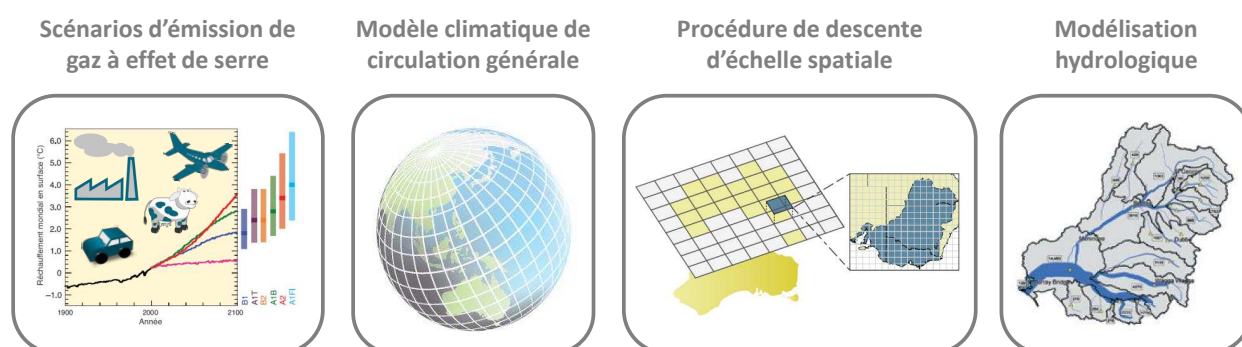 Scénarios d’émission de
gaz à effet de serre
Modèle climatique de
circulation générale
Procédure de descente
d’échelle spatiale
Modélisation
hydrologique
Réchauffement mondial en surface (°C)
6,0
5,0
4,0
3,0
2,0
1,0
0
–1,0
1900
2000
2100
Année
B1
A1T
B2
A1B
A2
A1FI